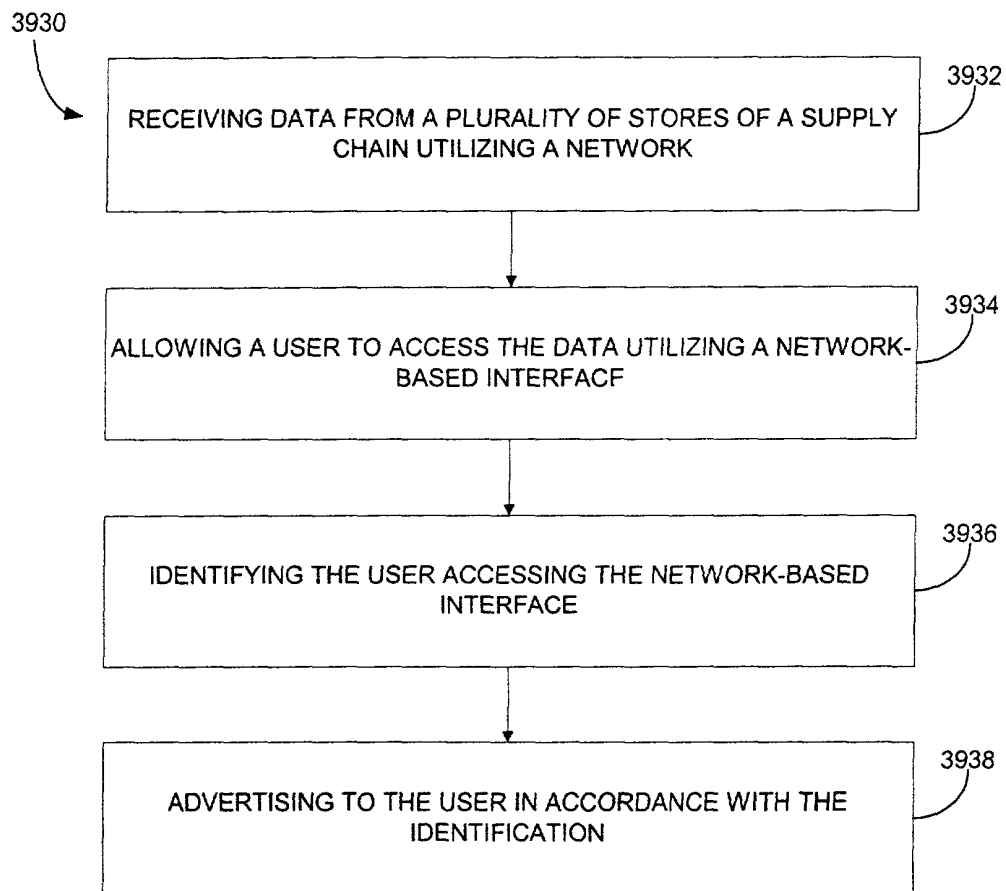 3930
3932
RECEIVING DATA FROM A PLURALITY OF STORES OF A SUPPLY
CHAIN UTILIZING A NETWORK
3934
ALLOWING A USER TO ACCESS THE DATA UTILIZING A NETWORK-
BASED INTERFACF
3936
IDENTIFYING THE USER ACCESSING THE NETWORK-BASED
INTERFACE
3938
ADVERTISING TO THE USER IN ACCORDANCE WITH THE
IDENTIFICATION